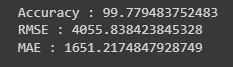 Accuracy : 99.779483752483
RMSE : 4055.838423845328
MAE : 1651.2174847928749